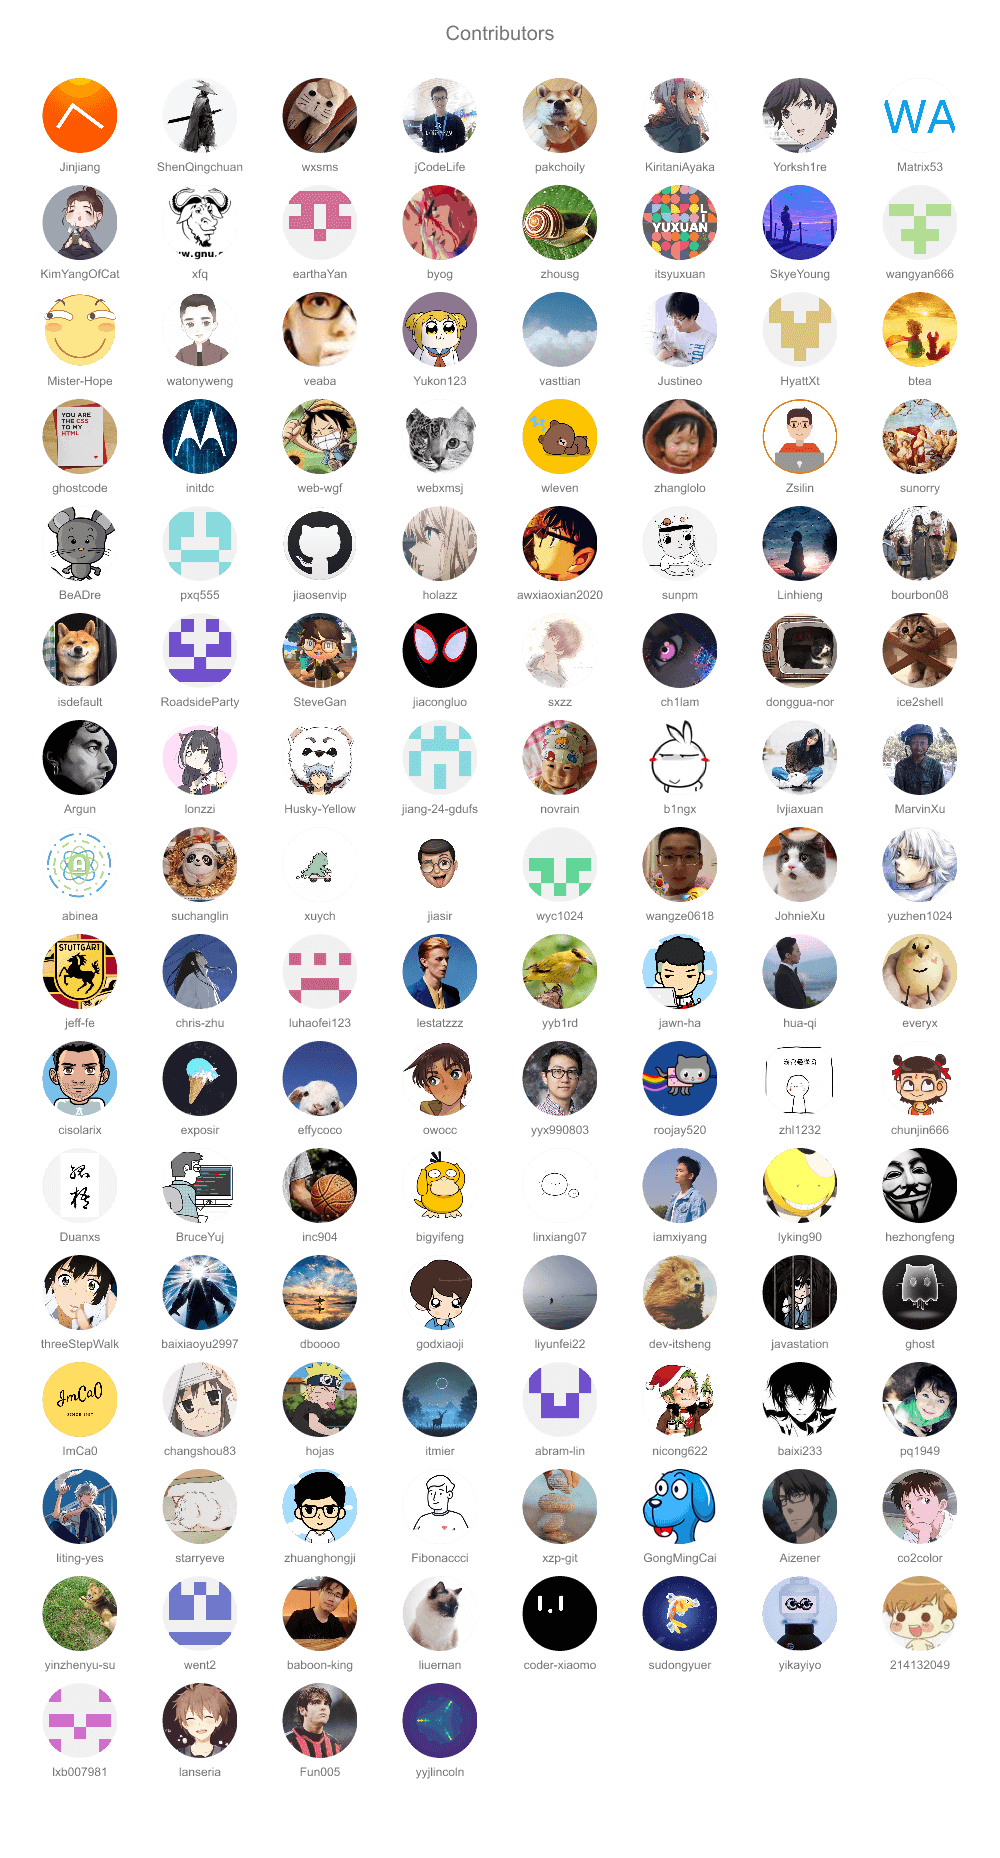 Contributors
Jinjiang
ShenQingchuan
wxsms
jCodeLife
pakchoily
KiritaniAyaka
Yorksh1re
WA
Matrix53
KimYangOfCat
xfq
earthaYan
byog
zhousg
YUXUAN
itsyuxuan
SkyeYoung
wangyan666
Mister-Hope
watonyweng
veaba
Yukon123
vasttian
Justineo
HyattXt
btea
YOU ARE
THE CSS
TO MY
HTML
ghostcode
initdc
web-wgf
webxmsj
wleven
zhanglolo
Zsilin
sunorry
BeADre
pxq555
jiaosenvip
holazz
awxiaoxian2020
sunpm
Linhieng
bourbon08
isdefault
RoadsideParty
SteveGan
jiacongluo
sxzz
ch1lam
donggua-nor
ice2shell
Argun
lonzzi
Husky-Yellow
jiang-24-gdufs
novrain
b1ngx
lvjiaxuan
MarvinXu
abinea
suchanglin
xuych
jiasir
wyc1024
wangze0618
JohnieXu
yuzhen1024
STUTTGART
jeff-fe
chris-zhu
luhaofei123
lestatzzz
yyb1rd
jawn-ha
hua-qi
everyx
cisolarix
exposir
effycoco
owocc
yyx990803
roojay520
zhl1232
chunjin666
Duanxs
BruceYuj
inc904
bigyifeng
linxiang07
iamxiyang
lyking90
hezhongfeng
threeStepWalk
baixiaoyu2997
dboooo
godxiaoji
liyunfei22
dev-itsheng
javastation
ghost
JmCaO
ImCa0
changshou83
hojas
itmier
abram-lin
nicong622
baixi233
pq1949
liting-yes
starryeve
zhuanghongji
Fibonaccci
xzp-git
GongMingCai
Aizener
co2color
yinzhenyu-su
went2
baboon-king
liuernan
coder-xiaomo
sudongyuer
yikayiyo
214132049
lxb007981
lanseria
Fun005
yyjlincoln